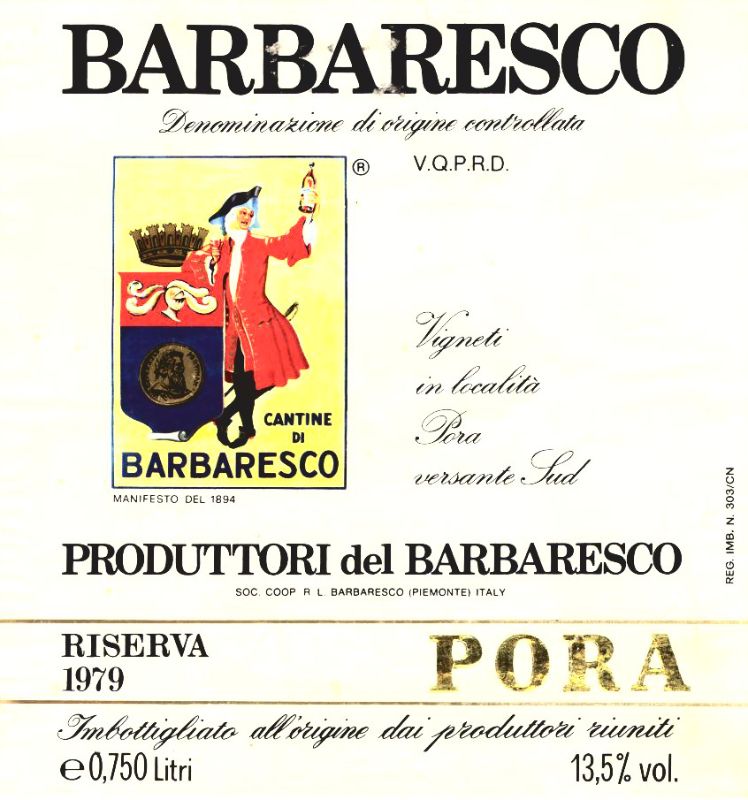 BARBARESCO
Denominazione di origine controllata
® V.Q.P.R.D.
CANTINE
DI
BARBARESCO
MANIFESTO DEL 1894
Vigneti
in località
Pora
versante Sud
REG. IMB. N. 303/CN
PRODUTTORI del BARBARESCO
SOC. COOP R L. BARBARESCO (PIEMONTE) ITALY
RISERVA
1979
PORA
Imbottigliato all'origine dai produttori riuniti
e 0,750 Litri
13,5% vol.